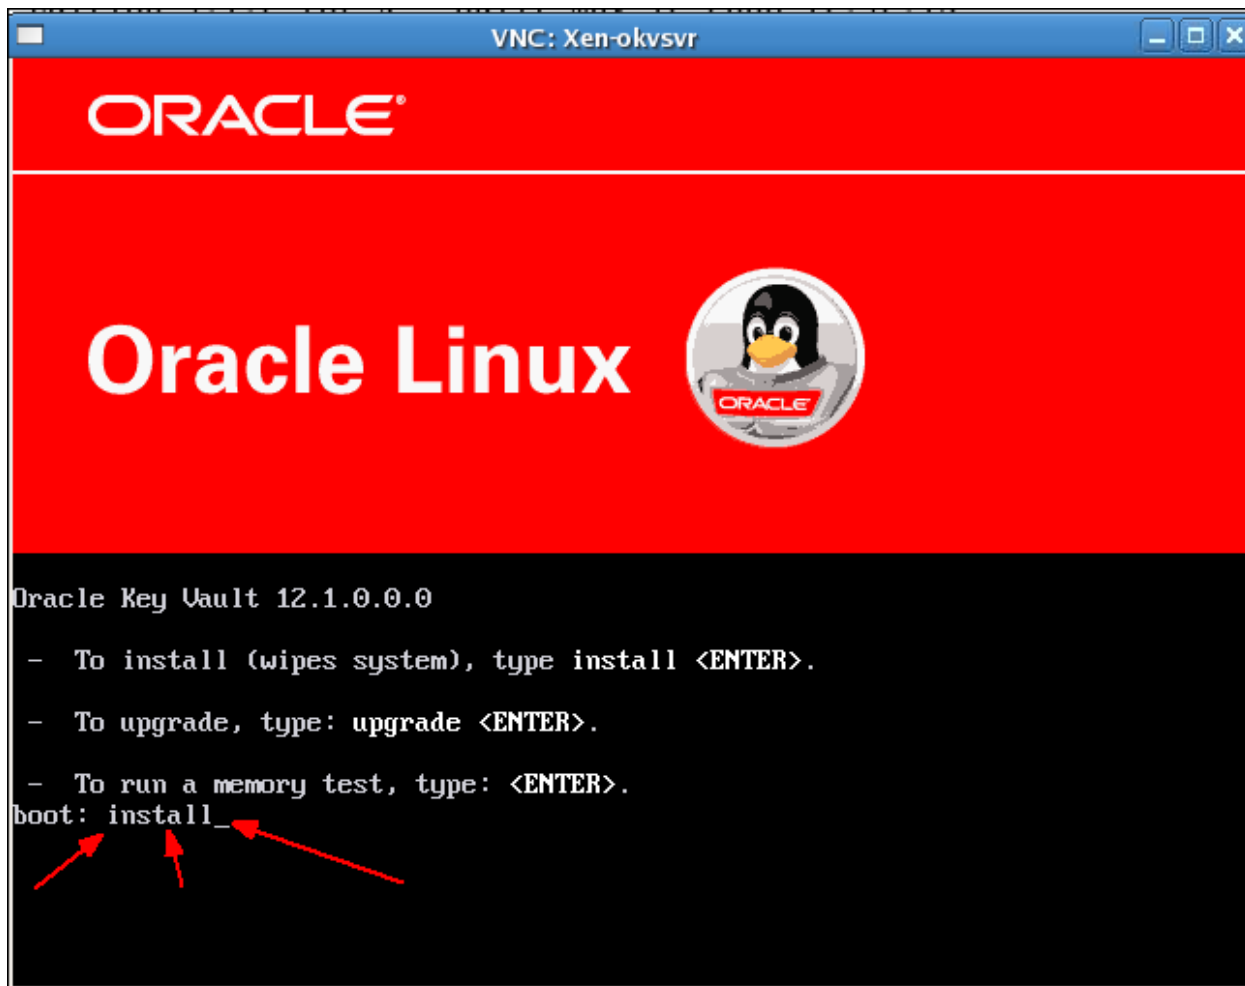 VNC: Xen-okvsvr
ORACLE®
Oracle Linux
ORACLE
Oracle Key Vault 12.1.0.0.0
- To install (wipes system), type install <ENTER>.
- To upgrade, type: upgrade <ENTER>.
- To run a memory test, type: <ENTER>.
boot: install_